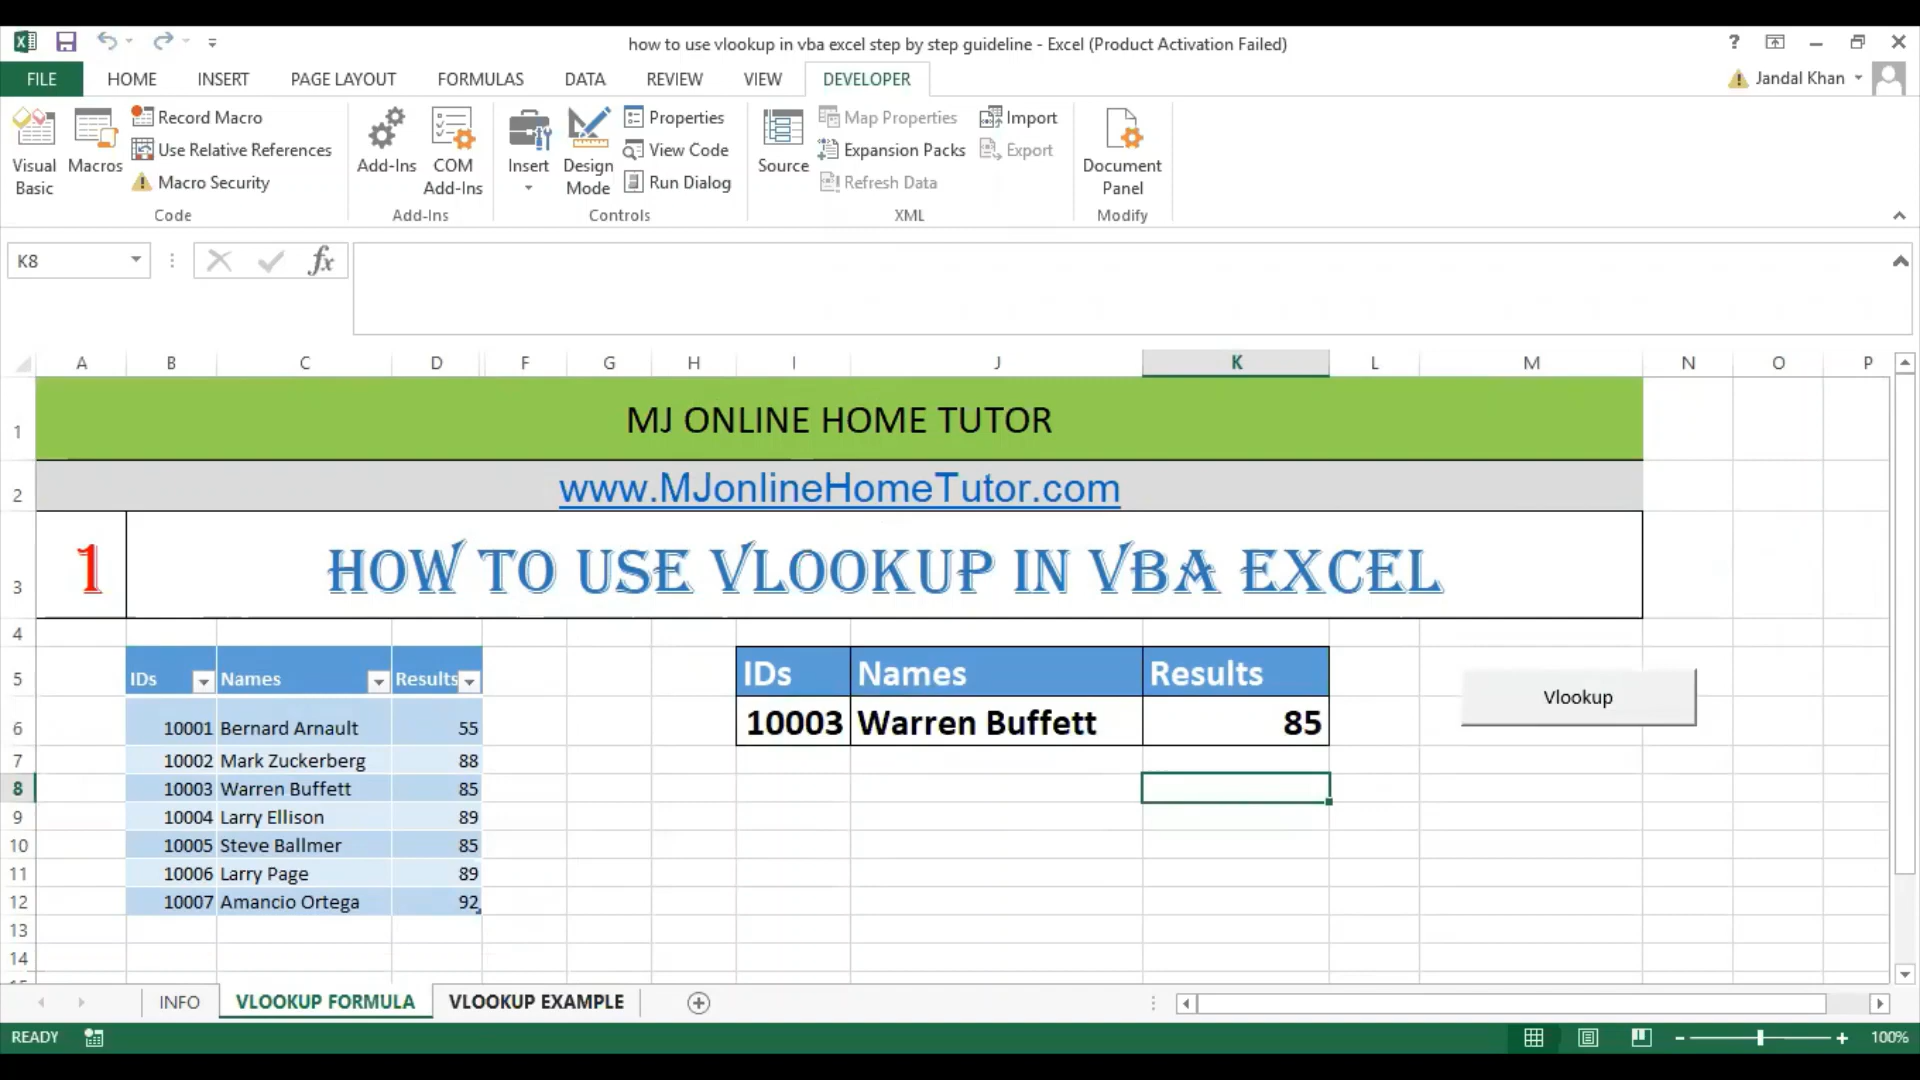 how to use vlookup in vba excel step by step guideline - Excel (Product Activation Failed)
FILE HOME INSERT PAGE LAYOUT FORMULAS DATA REVIEW VIEW DEVELOPER Jandal Khan
Visual Basic
Macros
Record Macro
Use Relative References
Macro Security
Code
Add-Ins
COM Add-Ins
Add-Ins
Insert
Design Mode
Properties
View Code
Run Dialog
Controls
Source
Map Properties
Expansion Packs
Refresh Data
Import
Export
XML
Document Panel
Modify
K8 fx
A B C D F G H I J K L M N O P
1 MJ ONLINE HOME TUTOR
2 www.MJonlineHomeTutor.com
3 1 HOW TO USE VLOOKUP IN VBA EXCEL
4
5 IDs Names Results IDs Names Results Vlookup
6 10001 Bernard Arnault 55 10003 Warren Buffett 85
7 10002 Mark Zuckerberg 88
8 10003 Warren Buffett 85
9 10004 Larry Ellison 89
10 10005 Steve Ballmer 85
11 10006 Larry Page 89
12 10007 Amancio Ortega 92
13
14
INFO VLOOKUP FORMULA VLOOKUP EXAMPLE
READY 100%